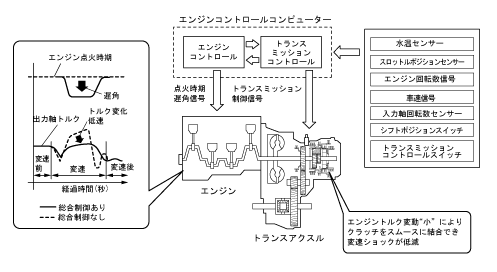 エンジンコントロールコンピューター
エンジン
コントロール
トランス
ミッション
コントロール
点火時期
遅角信号
トランスミッション
制御信号
水温センサー
スロットルポジションセンサー
エンジン回転数信号
車速信号
入力軸回転数センサー
シフトポジションスイッチ
トランスミッション
コントロールスイッチ
エンジン点火時期
遅角
トルク変化
低速
出力軸トルク
変速
前
変速
変速後
経過時間(秒)
総合制御あり
総合制御なし
エンジン
トランスアクスル
エンジントルク変動“小”により
クラッチをスムースに結合でき
変速ショックが低減